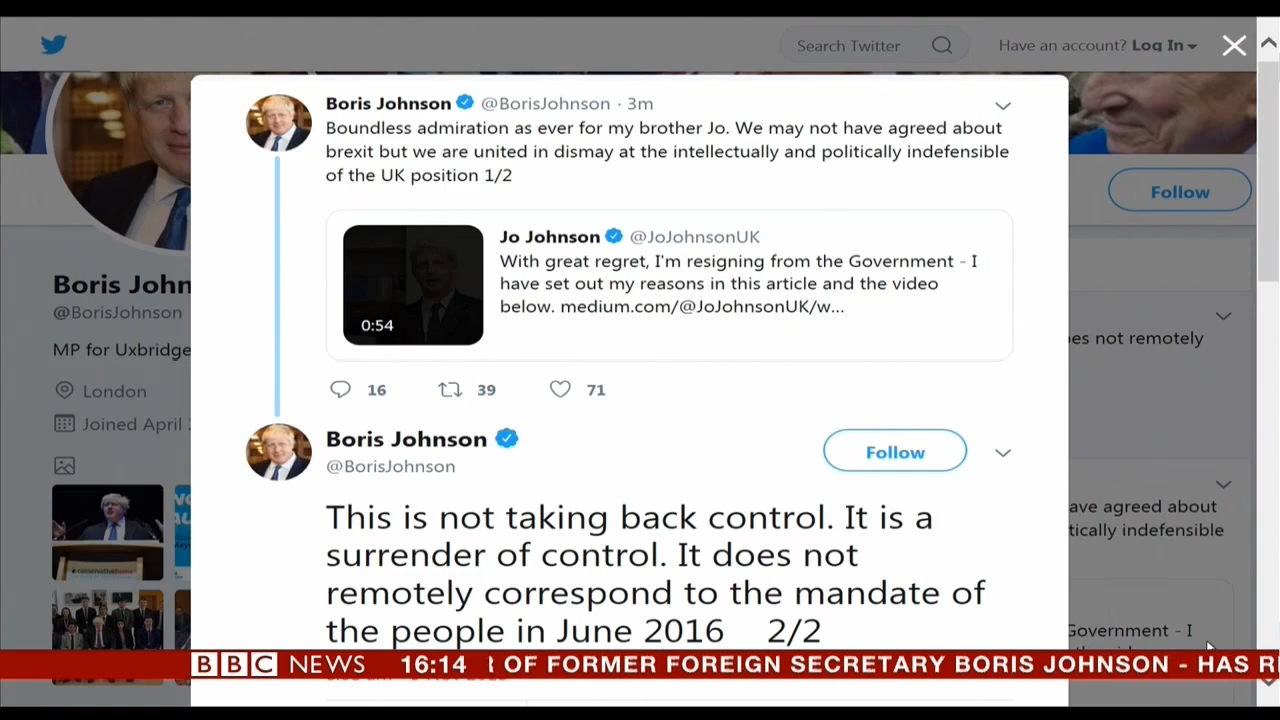 Search Twitter
Have an account? Log In
Boris Johnson @BorisJohnson · 3m
Boundless admiration as ever for my brother Jo. We may not have agreed about
brexit but we are united in dismay at the intellectually and politically indefensible
of the UK position 1/2
Follow
Jo Johnson @JoJohnsonUK
With great regret, I'm resigning from the Government - I
have set out my reasons in this article and the video
below. medium.com/@JoJohnsonUK/w...
0:54
16 39 71
Boris John
@BorisJohnson
MP for Uxbridge
London
Joined April
Boris Johnson
@BorisJohnson
Follow
This is not taking back control. It is a
surrender of control. It does not
remotely correspond to the mandate of
the people in June 2016 2/2
es not remotely
ave agreed about
tically indefensible
Government - I
BBC NEWS 16:14 OF FORMER FOREIGN SECRETARY BORIS JOHNSON - HAS R